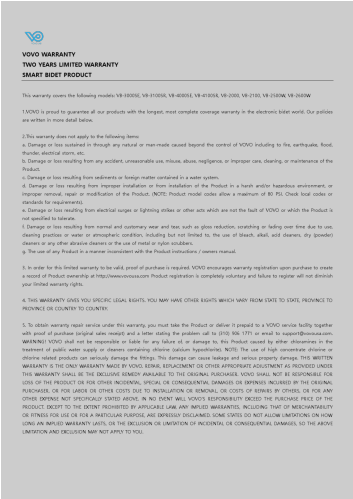 VOVO
VOVO WARRANTY
TWO YEARS LIMITED WARRANTY
SMART BIDET PRODUCT
This warranty covers the following models: VB-3000SE, VB-3100SR, VB-4000SE, VB-4100SR, VB-2000, VB-2100, VB-2500W, VB-2600W
1.VOVO is proud to guarantee all our products with the longest, most complete coverage warranty in the electronic bidet world. Our policies
are written in more detail below.
2.This warranty does not apply to the following items:
a. Damage or loss sustained in through any natural or man-made caused beyond the control of VOVO including to fire, earthquake, flood,
thunder, electrical storm, etc.
b. Damage or loss resulting from any accident, unreasonable use, misuse, abuse, negligence, or improper care, cleaning, or maintenance of the
Product.
c. Damage or loss resulting from sediments or foreign matter contained in a water system.
d. Damage or loss resulting from improper installation or from installation of the Product in a harsh and/or hazardous environment, or
improper removal, repair or modification of the Product. (NOTE: Product model codes allow a maximum of 80 PSI. Check local codes or
standards for requirements).
e. Damage or loss resulting from electrical surges or lightning strikes or other acts which are not the fault of VOVO or which the Product is
not specified to tolerate.
f. Damage or loss resulting from normal and customary wear and tear, such as gloss reduction, scratching or fading over time due to use,
cleaning practices or water or atmospheric condition, including but not limited to, the use of bleach, alkali, acid cleaners, dry (powder)
cleaners or any other abrasive cleaners or the use of metal or nylon scrubbers.
g. The use of any Product in a manner inconsistent with the Product instructions / owners manual.
3. In order for this limited warranty to be valid, proof of purchase is required. VOVO encourages warranty registration upon purchase to create
a record of Product ownership at http://www.vovousa.com Product registration is completely voluntary and failure to register will not diminish
your limited warranty rights.
4. THIS WARRANTY GIVES YOU SPECIFIC LEGAL RIGHTS. YOU MAY HAVE OTHER RIGHTS WHICH VARY FROM STATE TO STATE, PROVINCE TO
PROVINCE OR COUNTRY TO COUNTRY.
5. To obtain warranty repair service under this warranty, you must take the Product or deliver it prepaid to a VOVO service facility together
with proof of purchase (original sales receipt) and a letter stating the problem call to (310) 906 1771 or email to support@vovousa.com.
WARNING! VOVO shall not be responsible or liable for any failure of, or damage to, this Product caused by either chloramines in the
treatment of public water supply or cleaners containing chlorine (calcium hypochlorite). NOTE: The use of high concentrate chlorine or
chlorine related products can seriously damage the fittings. This damage can cause leakage and serious property damage. THIS WRITTEN
WARRANTY IS THE ONLY WARRANTY MADE BY VOVO. REPAIR, REPLACEMENT OR OTHER APPROPRIATE ADJUSTMENT AS PROVIDED UNDER
THIS WARRANTY SHALL BE THE EXCLUSIVE REMEDY AVAILABLE TO THE ORIGINAL PURCHASER. VOVO SHALL NOT BE RESPONSIBLE FOR
LOSS OF THE PRODUCT OR FOR OTHER INCIDENTAL, SPECIAL OR CONSEQUENTIAL DAMAGES OR EXPENSES INCURRED BY THE ORIGINAL
PURCHASER, OR FOR LABOR OR OTHER COSTS DUE TO INSTALLATION OR REMOVAL, OR COSTS OF REPAIRS BY OTHERS, OR FOR ANY
OTHER EXPENSE NOT SPECIFICALLY STATED ABOVE. IN NO EVENT WILL VOVO'S RESPONSIBILITY EXCEED THE PURCHASE PRICE OF THE
PRODUCT. EXCEPT TO THE EXTENT PROHIBITED BY APPLICABLE LAW, ANY IMPLIED WARRANTIES, INCLUDING THAT OF MERCHANTABILITY
OR FITNESS FOR USE OR FOR A PARTICULAR PURPOSE, ARE EXPRESSLY DISCLAIMED. SOME STATES DO NOT ALLOW LIMITATIONS ON HOW
LONG AN IMPLIED WARRANTY LASTS, OR THE EXCLUSION OR LIMITATION OF INCIDENTAL OR CONSEQUENTIAL DAMAGES, SO THE ABOVE
LIMITATION AND EXCLUSION MAY NOT APPLY TO YOU.